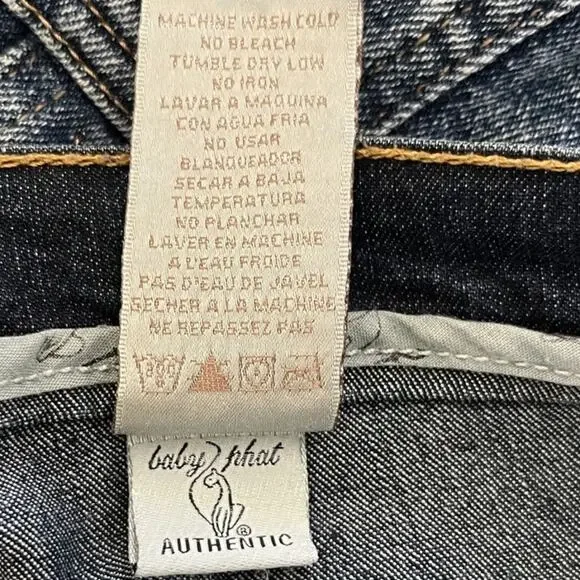 MACHINE WASH COLD
NO BLEACH
TUMBLE DRY LOW
NO IRON
LAVAR A MAQUINA
CON AGUA FRIA
NO USAR
BLANQUEADOR
SECAR A BAJA
TEMPERATURA
NO PLANCHAR
LAVER EN MACHINE
A L'EAU FROIDE
PAS D'EAU DE JAVEL
SECHER A LA MACHINE
NE REPASSEZ PAS
baby phat
®
AUTHENTIC